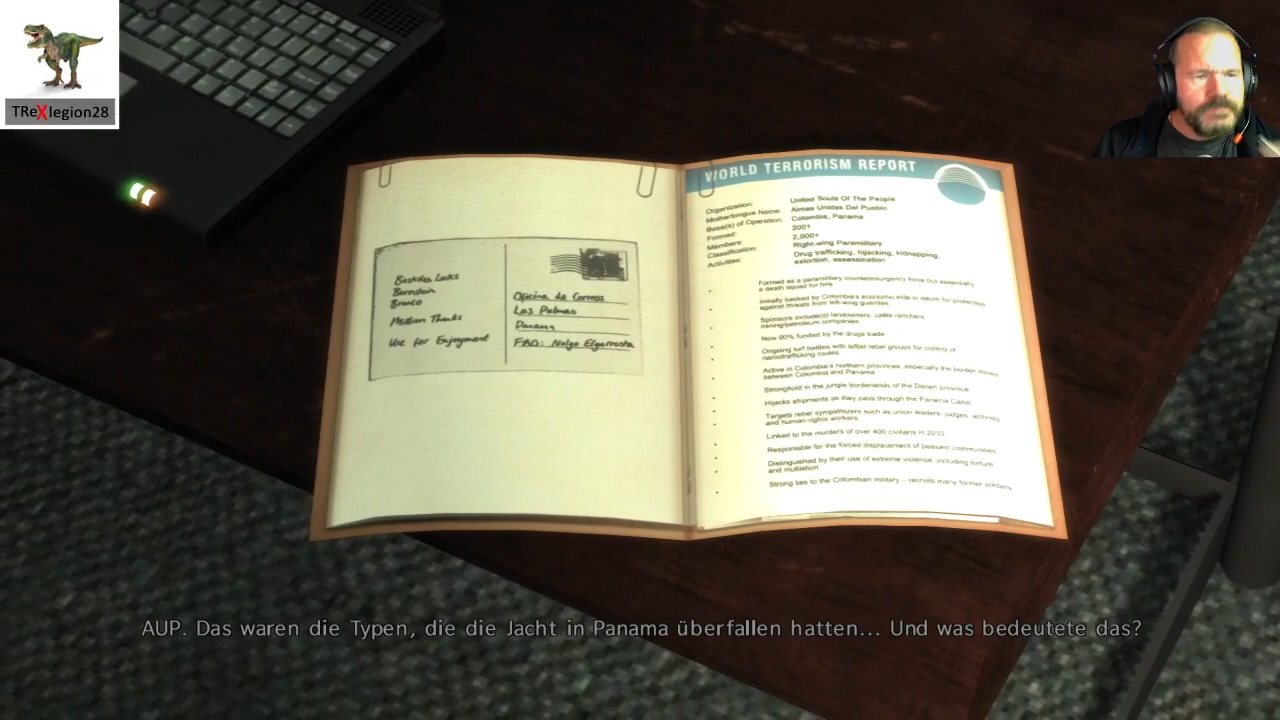 TReXlegion28
Bastides Locks
Bernstein
Branco
Million Thanks
Use for Enjoyment
Oficina de Correos
Las Palmas
Panama
WORLD TERRORISM REPORT
Organization: United Souls Of The People
Mothertongue Name: Almas Unidas Del Pueblo
Base(s) of Operation: Colombia, Panama
Formed: 2001
Members: 2,000+
Classification: Right-wing Paramilitary
Activities: Drug trafficking, hijacking, kidnapping,
extortion, assassination
Formed as a paramilitary counterinsurgency force but essentially
a death squad for hire.
Initially backed by Colombia's economic elite in return for protection
against threats from left-wing guerillas.
Sponsors include(d) landowners, cattle ranchers,
mining/petroleum companies.
Now 90% funded by the drugs trade.
Ongoing turf battles with leftist rebel groups for control of
narcotrafficking routes.
Active in Colombia's northern provinces, especially the border
between Colombia and Panama.
Stronghold in the jungle borderlands of the Darian province
Hijacks shipments as they pass through the Panama Canal.
Targets rebel sympathizers such as union leaders, judges, activists
and human-rights workers.
Linked to the murders of over 400 civilians in 2010.
Responsible for the forced displacement of peasant communities.
Distinguished by their use of extreme violence, including torture
and mutilation
Strong ties to the Colombian military – recruits many former soldiers
AUP. Das waren die Typen, die die Jacht in Panama überfallen hatten... Und was bedeutete das?